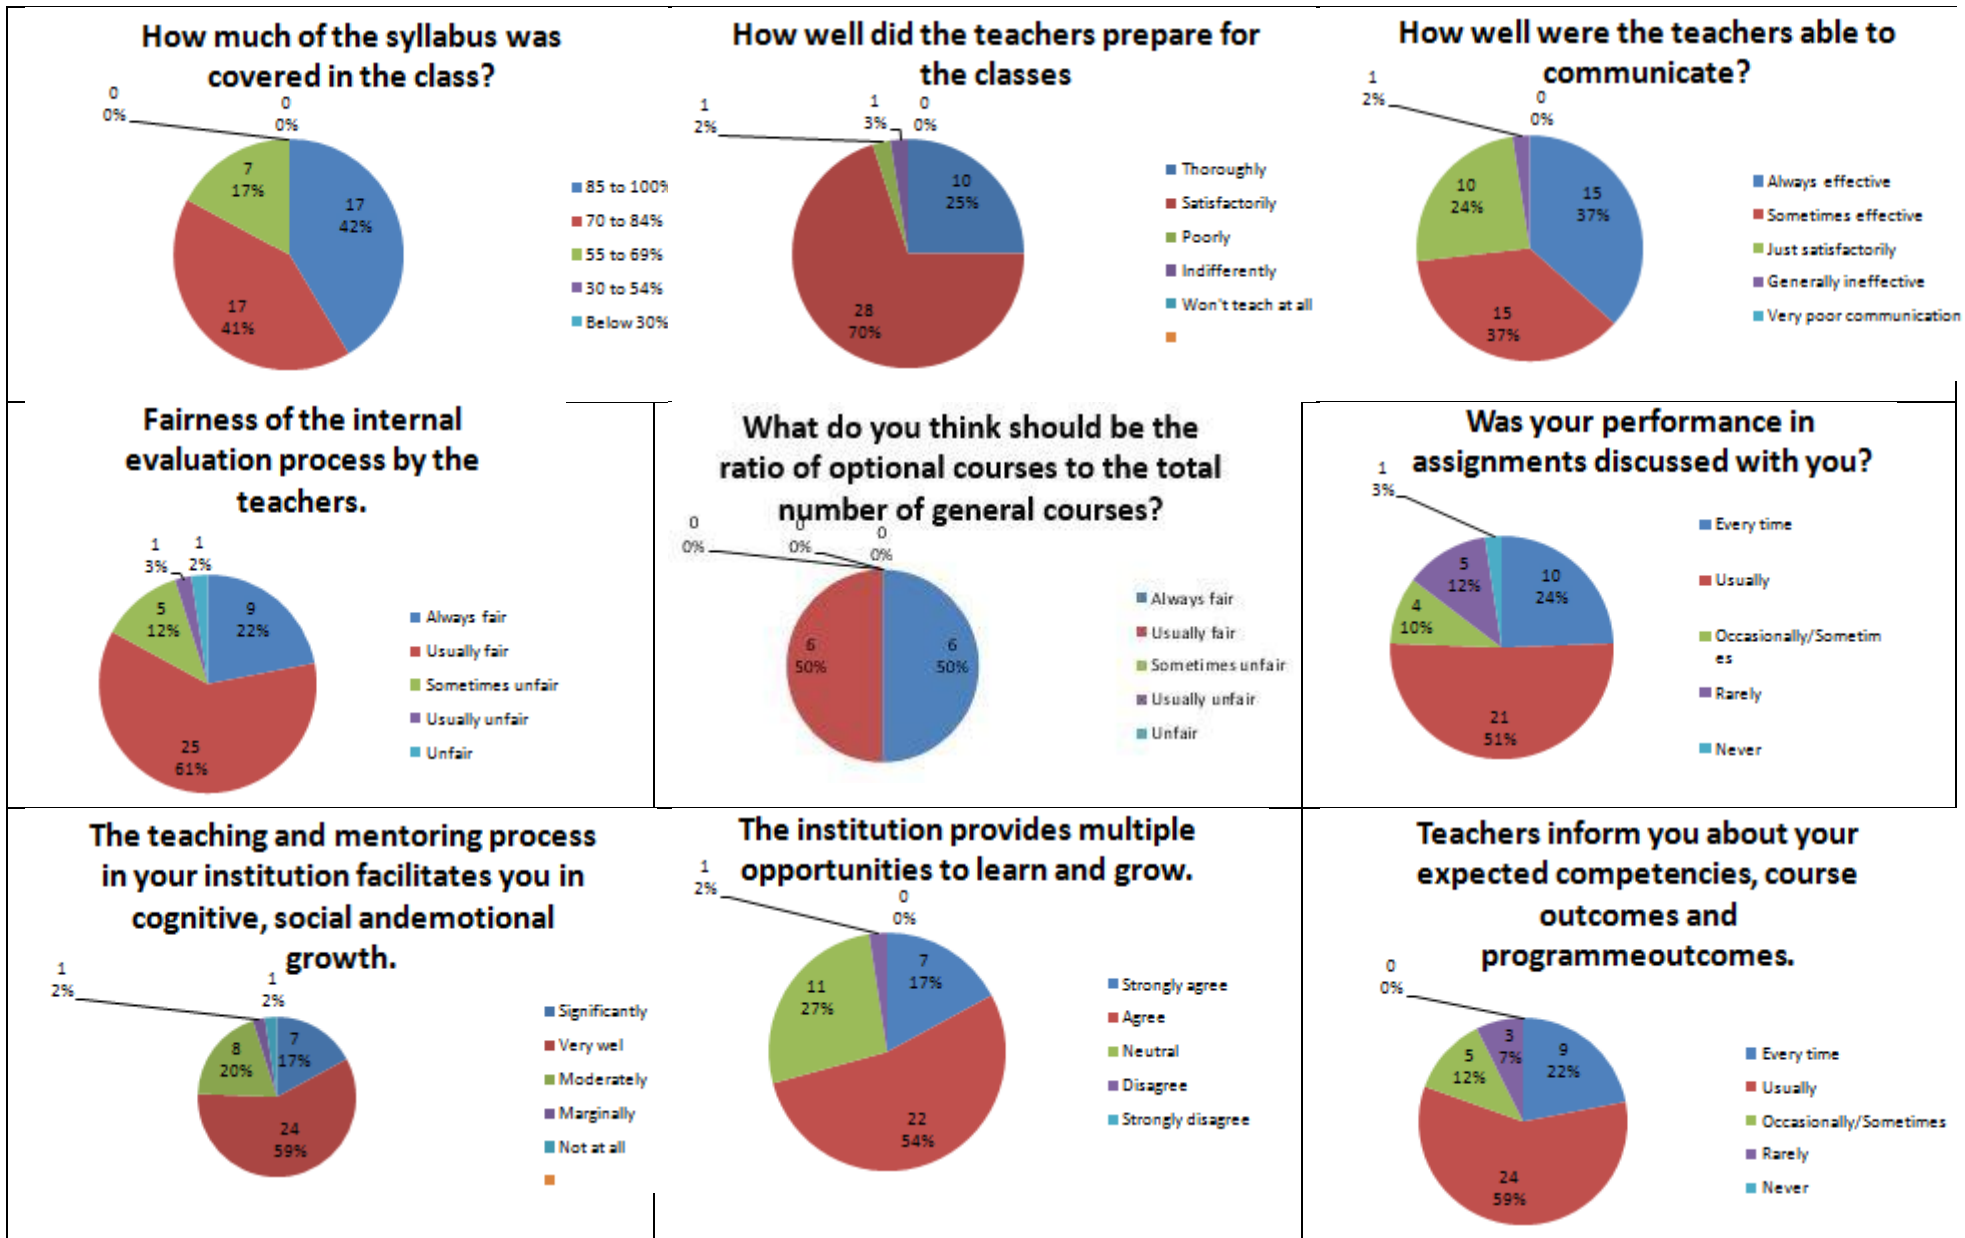 How much of the syllabus was
covered in the class?
0
0%
0
0%
7
17%
17
42%
17
41%
85 to 100%
70 to 84%
55 to 69%
30 to 54%
Below 30%
How well did the teachers prepare for
the classes
1
2%
1
3%
0
0%
10
25%
28
70%
Thoroughly
Satisfactorily
Poorly
Indifferently
Won't teach at all
How well were the teachers able to
communicate?
1
2%
0
0%
10
24%
15
37%
15
37%
Always effective
Sometimes effective
Just satisfactorily
Generally ineffective
Very poor communication
Fairness of the internal
evaluation process by the
teachers.
1
3%
1
2%
5
12%
9
22%
25
61%
Always fair
Usually fair
Sometimes unfair
Usually unfair
Unfair
What do you think should be the
ratio of optional courses to the total
number of general courses?
0
0%
0
0%
0
0%
6
50%
6
50%
Always fair
Usually fair
Sometimes unfair
Usually unfair
Unfair
Was your performance in
assignments discussed with you?
1
3%
5
12%
10
24%
4
10%
21
51%
Every time
Usually
Occasionally/Sometim
es
Rarely
Never
The teaching and mentoring process
in your institution facilitates you in
cognitive, social andemotional
growth.
1
2%
1
2%
8
20%
7
17%
24
59%
Significantly
Very wel
Moderately
Marginally
Not at all
The institution provides multiple
opportunities to learn and grow.
1
2%
0
0%
7
17%
11
27%
22
54%
Strongly agree
Agree
Neutral
Disagree
Strongly disagree
Teachers inform you about your
expected competencies, course
outcomes and
programmeoutcomes.
0
0%
3
7%
9
22%
5
12%
24
59%
Every time
Usually
Occasionally/Sometimes
Rarely
Never